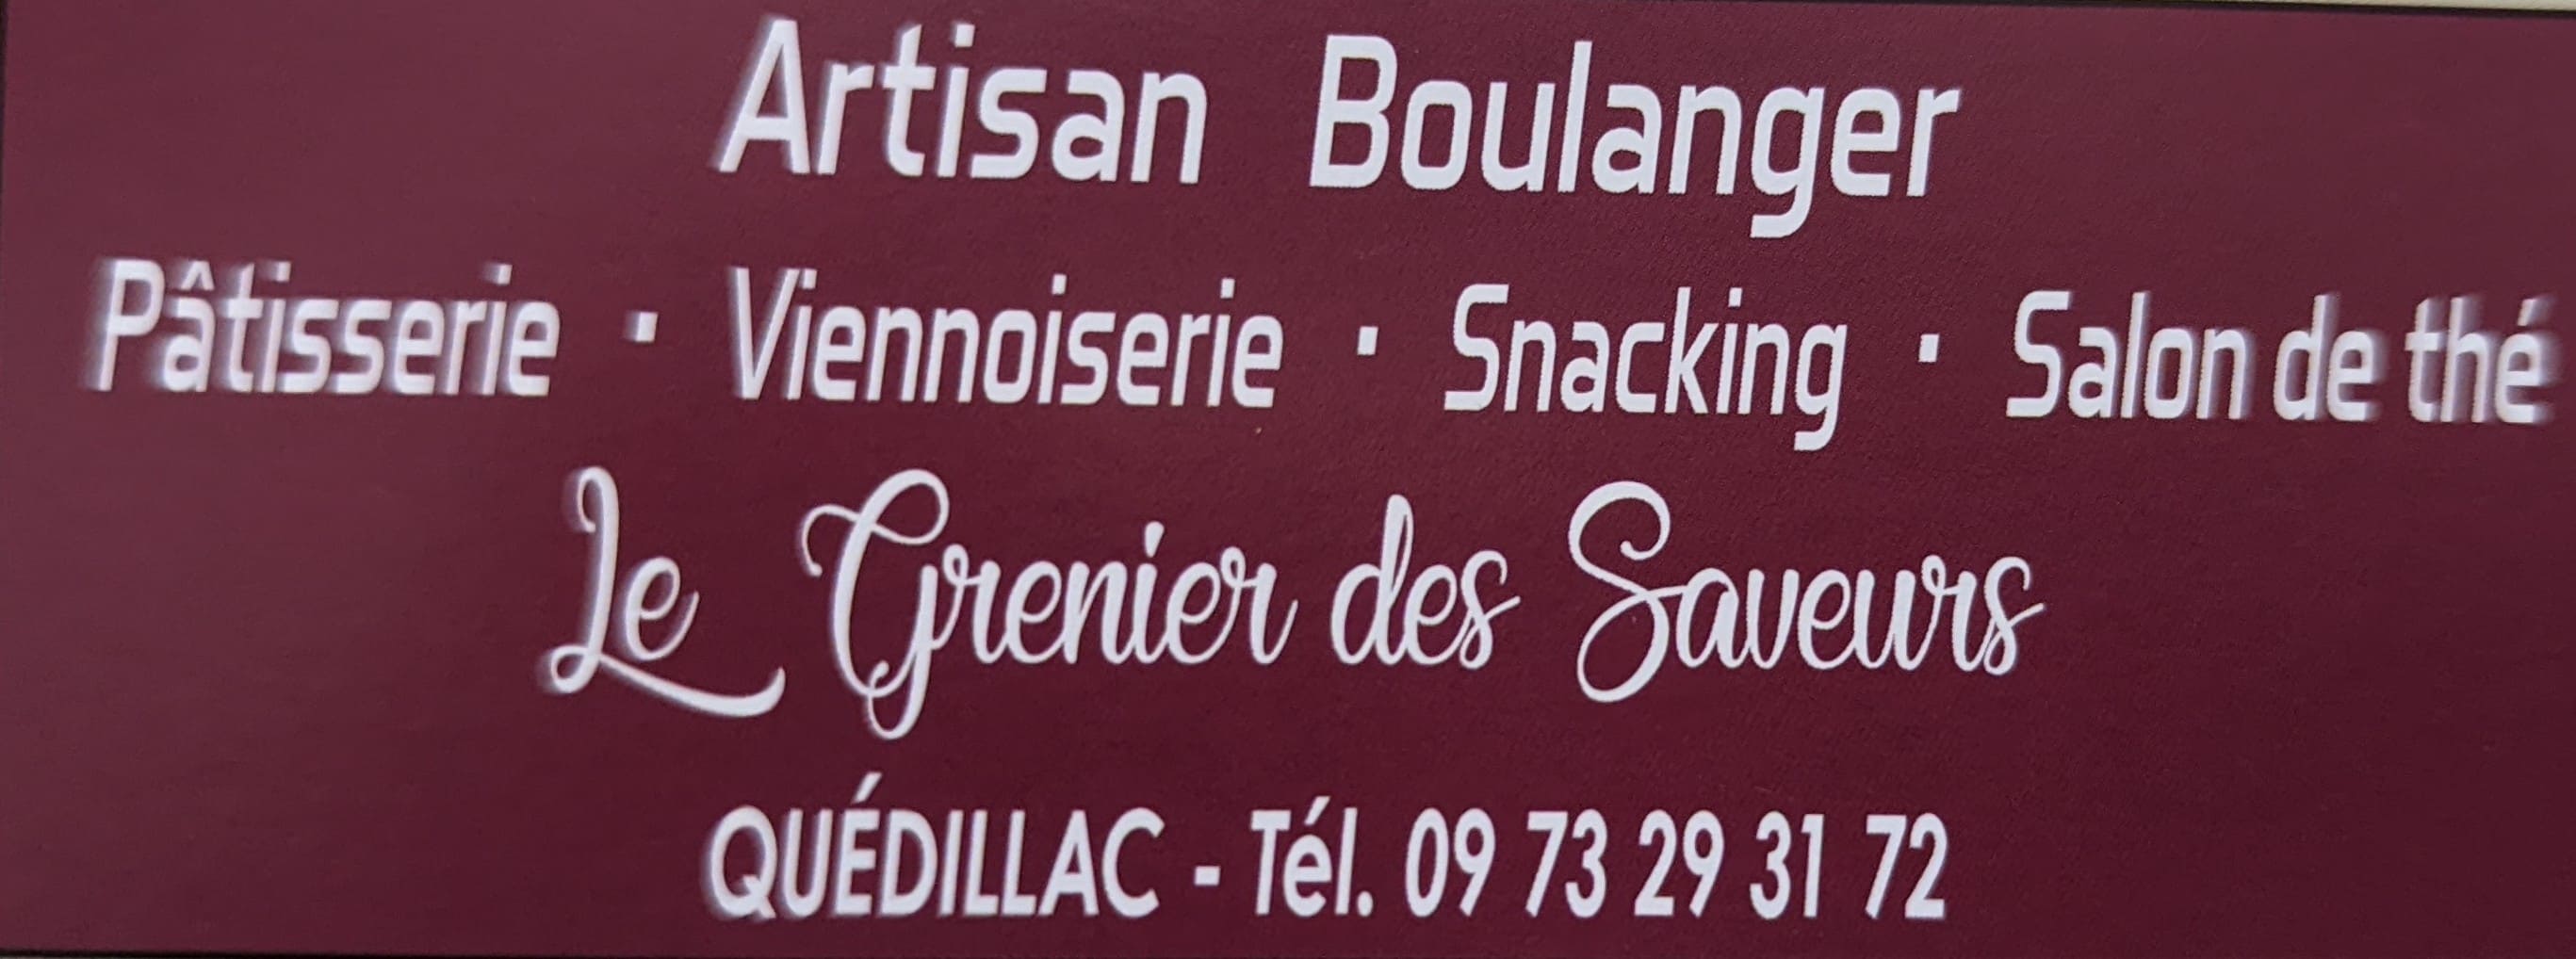 Artisan Boulanger
Pâtisserie · Viennoiserie · Snacking · Salon de thé
Le Grenier des Saveurs
QUÉDILLAC - Tél. 09 73 29 31 72